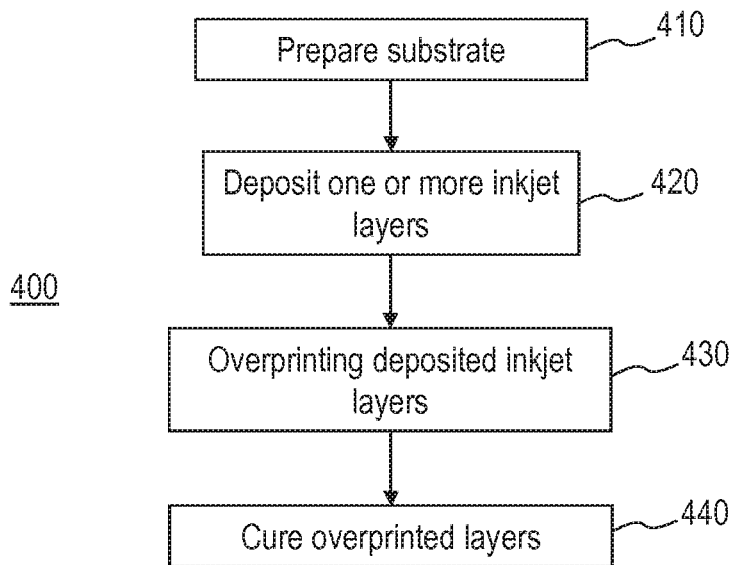 Prepare substrate
410
Deposit one or more inkjet
layers
420
400
Overprinting deposited inkjet
layers
430
Cure overprinted layers
440